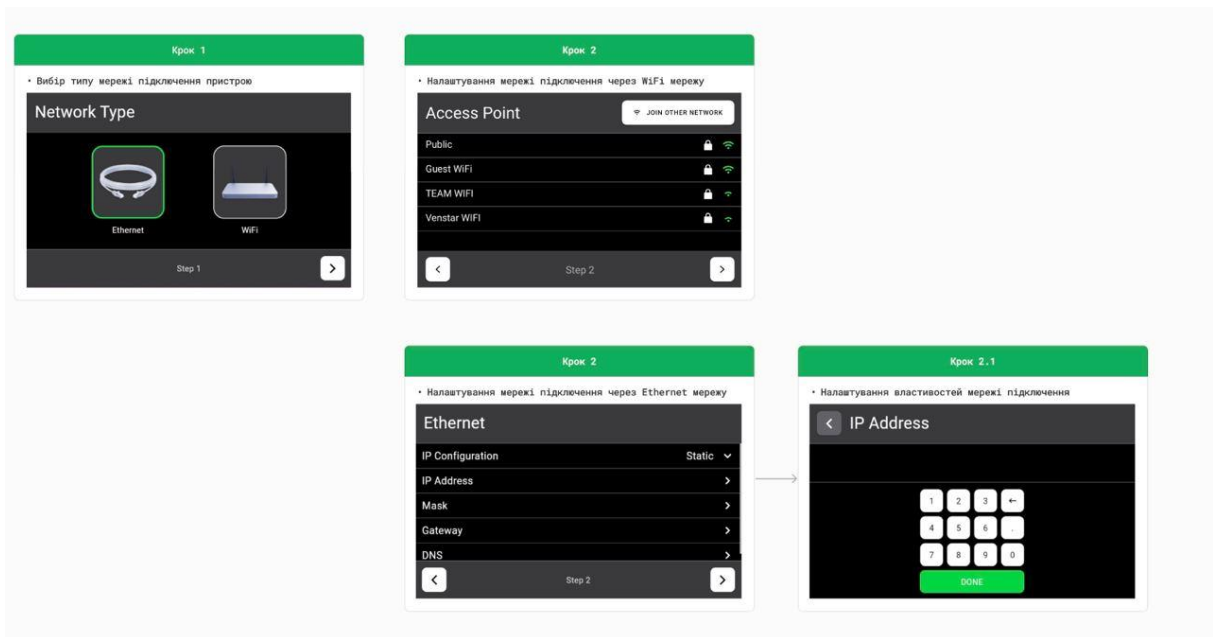 Крок 1
• Вибір типу мережі підключення пристрою
Network Type
Ethernet
WiFi
Step 1
Крок 2
• Налаштування мережі підключення через WiFi мережу
Access Point
JOIN OTHER NETWORK
Public
Guest WiFi
TEAM WIFI
Venstar WIFI
Step 2
Крок 2
• Налаштування мережі підключення через Ethernet мережу
Ethernet
IP Configuration Static
IP Address
Mask
Gateway
DNS
Step 2
Крок 2.1
• Налаштування властивостей мережі підключення
IP Address
1 2 3 ←
4 5 6 .
7 8 9 0
DONE